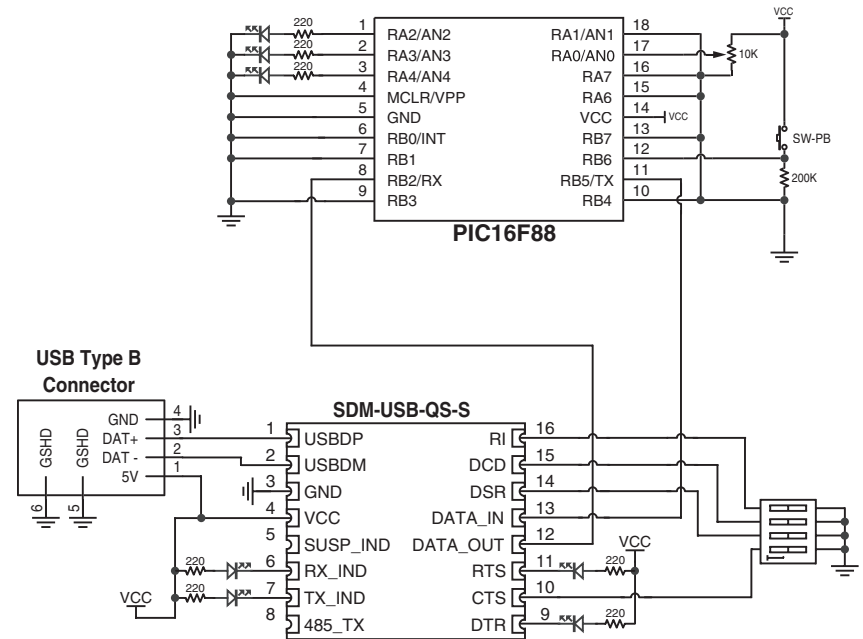 VCC
220
220
220
1 RA2/AN2 RA1/AN1 18
2 RA3/AN3 RA0/AN0 17
10K
3 RA4/AN4 RA7 16
4 MCLR/VPP RA6 15
5 GND VCC 14 VCC
6 RB0/INT RB7 13
SW-PB
7 RB1 RB6 12
8 RB2/RX RB5/TX 11
200K
9 RB3 RB4 10
PIC16F88
USB Type B
Connector
GSHD
GSHD
GND 4
DAT+ 3
DAT - 2
5V 1
6
5
SDM-USB-QS-S
1 USBDP RI 16
2 USBDM DCD 15
3 GND DSR 14
4 VCC DATA_IN 13
5 SUSP_IND DATA_OUT 12
VCC
220
6 RX_IND RTS 11
220
220
7 TX_IND CTS 10
VCC
8 485_TX DTR 9
220